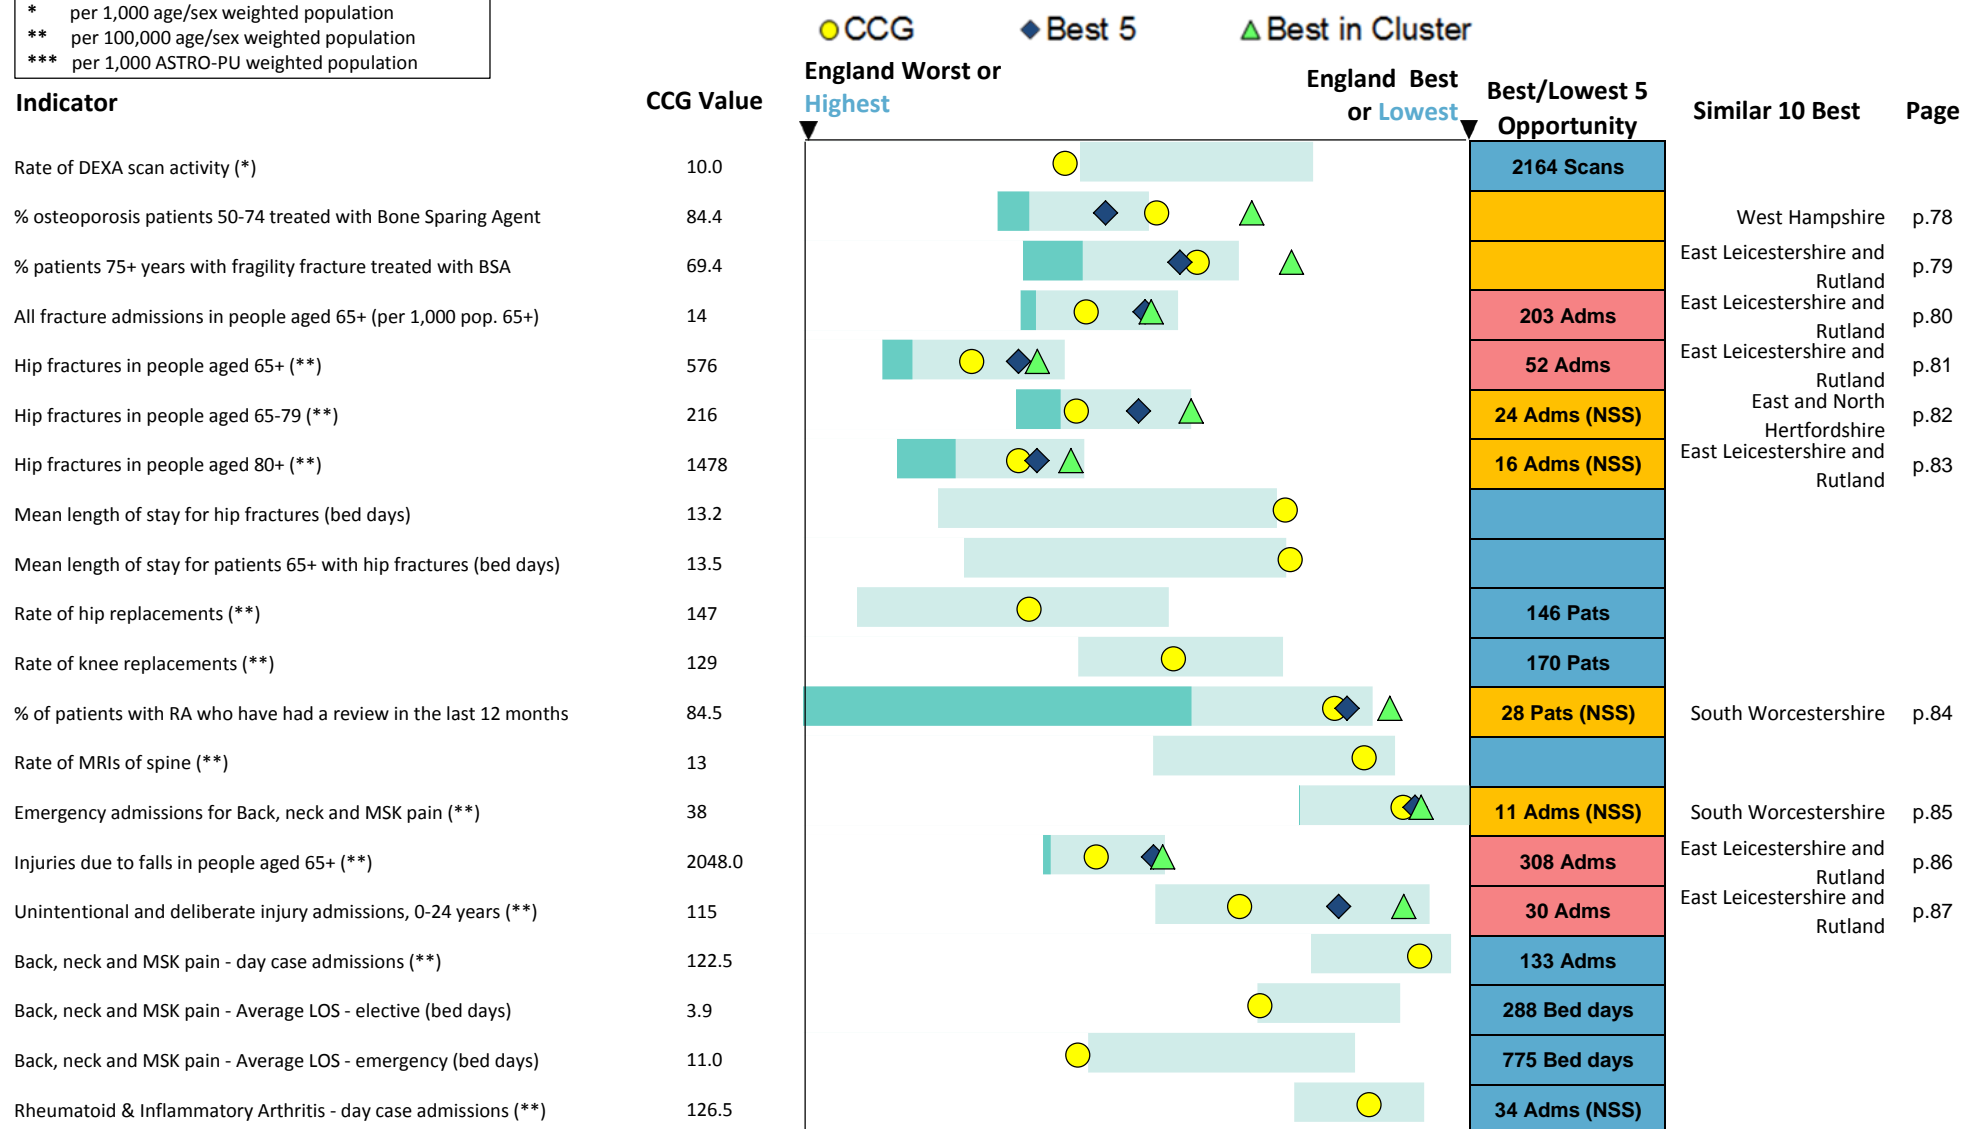 * per 1,000 age/sex weighted population
** per 100,000 age/sex weighted population
*** per 1,000 ASTRO-PU weighted population
CCG Best 5 Best in Cluster
Indicator CCG Value England Worst or Highest England Best or Lowest Best/Lowest 5 Opportunity Similar 10 Best Page
Rate of DEXA scan activity (*) 10.0 2164 Scans
% osteoporosis patients 50-74 treated with Bone Sparing Agent 84.4 West Hampshire p.78
% patients 75+ years with fragility fracture treated with BSA 69.4 East Leicestershire and Rutland p.79
All fracture admissions in people aged 65+ (per 1,000 pop. 65+) 14 203 Adms East Leicestershire and Rutland p.80
Hip fractures in people aged 65+ (**) 576 52 Adms East Leicestershire and Rutland p.81
Hip fractures in people aged 65-79 (**) 216 24 Adms (NSS) East and North Hertfordshire p.82
Hip fractures in people aged 80+ (**) 1478 16 Adms (NSS) East Leicestershire and Rutland p.83
Mean length of stay for hip fractures (bed days) 13.2
Mean length of stay for patients 65+ with hip fractures (bed days) 13.5
Rate of hip replacements (**) 147 146 Pats
Rate of knee replacements (**) 129 170 Pats
% of patients with RA who have had a review in the last 12 months 84.5 28 Pats (NSS) South Worcestershire p.84
Rate of MRIs of spine (**) 13
Emergency admissions for Back, neck and MSK pain (**) 38 11 Adms (NSS) South Worcestershire p.85
Injuries due to falls in people aged 65+ (**) 2048.0 308 Adms East Leicestershire and Rutland p.86
Unintentional and deliberate injury admissions, 0-24 years (**) 115 30 Adms East Leicestershire and Rutland p.87
Back, neck and MSK pain - day case admissions (**) 122.5 133 Adms
Back, neck and MSK pain - Average LOS - elective (bed days) 3.9 288 Bed days
Back, neck and MSK pain - Average LOS - emergency (bed days) 11.0 775 Bed days
Rheumatoid & Inflammatory Arthritis - day case admissions (**) 126.5 34 Adms (NSS)